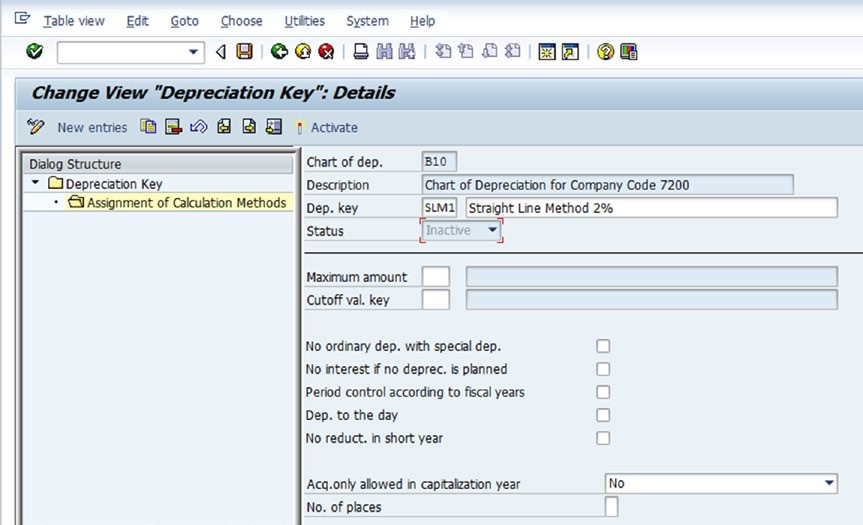 Table view Edit Goto Choose Utilities System Help
Change View "Depreciation Key": Details
New entries Activate
Dialog Structure
Depreciation Key
Assignment of Calculation Methods
Chart of dep. B10
Description Chart of Depreciation for Company Code 7200
Dep. key SLM1 Straight Line Method 2%
Status Inactive
Maximum amount
Cutoff val. key
No ordinary dep. with special dep.
No interest if no deprec. is planned
Period control according to fiscal years
Dep. to the day
No reduct. in short year
Acq.only allowed in capitalization year No
No. of places